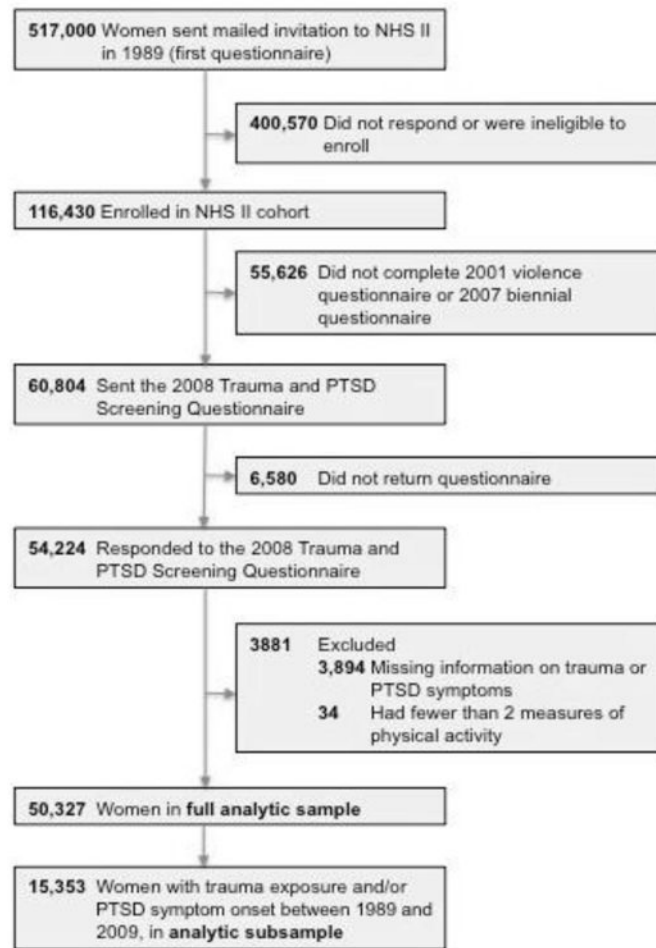 517,000 Women sent mailed invitation to NHS II
in 1989 (first questionnaire)
400,570 Did not respond or were ineligible to
enroll
116,430 Enrolled in NHS II cohort
55,626 Did not complete 2001 violence
questionnaire or 2007 biennial
questionnaire
60,804 Sent the 2008 Trauma and PTSD
Screening Questionnaire
6,580 Did not return questionnaire
54,224 Responded to the 2008 Trauma and
PTSD Screening Questionnaire
3881 Excluded
3,894 Missing information on trauma or
PTSD symptoms
34 Had fewer than 2 measures of
physical activity
50,327 Women in full analytic sample
15,353 Women with trauma exposure and/or
PTSD symptom onset between 1989 and
2009, in analytic subsample